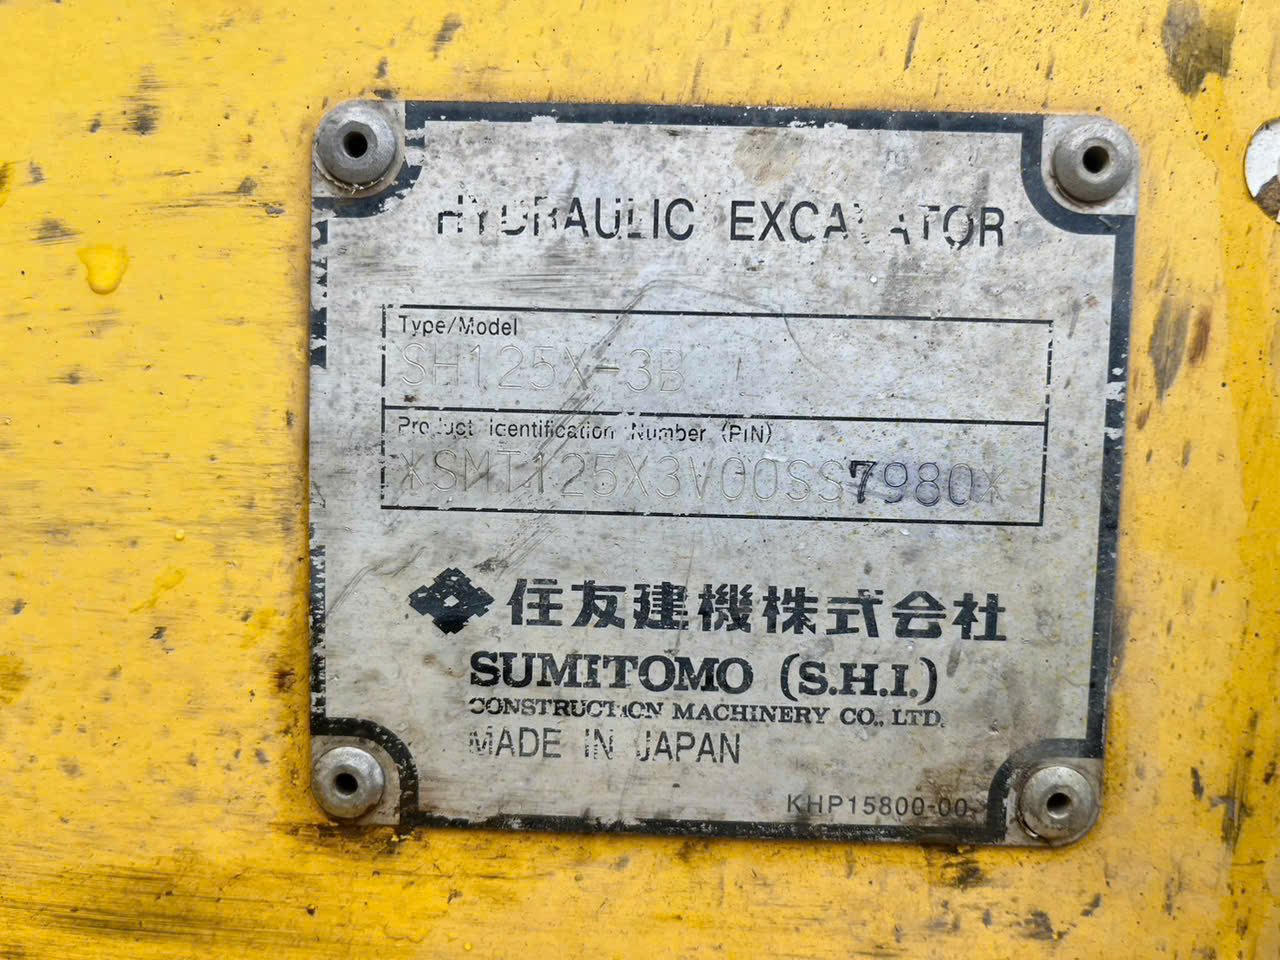 HYDRAULIC EXCAVATOR
Type/Model
SH125X-3B
Product Identification Number (PIN)
*SMT125X3V00SS7980*
住友建機株式会社
SUMITOMO (S.H.I.)
CONSTRUCTION MACHINERY CO., LTD.
MADE IN JAPAN
KHP15800-00